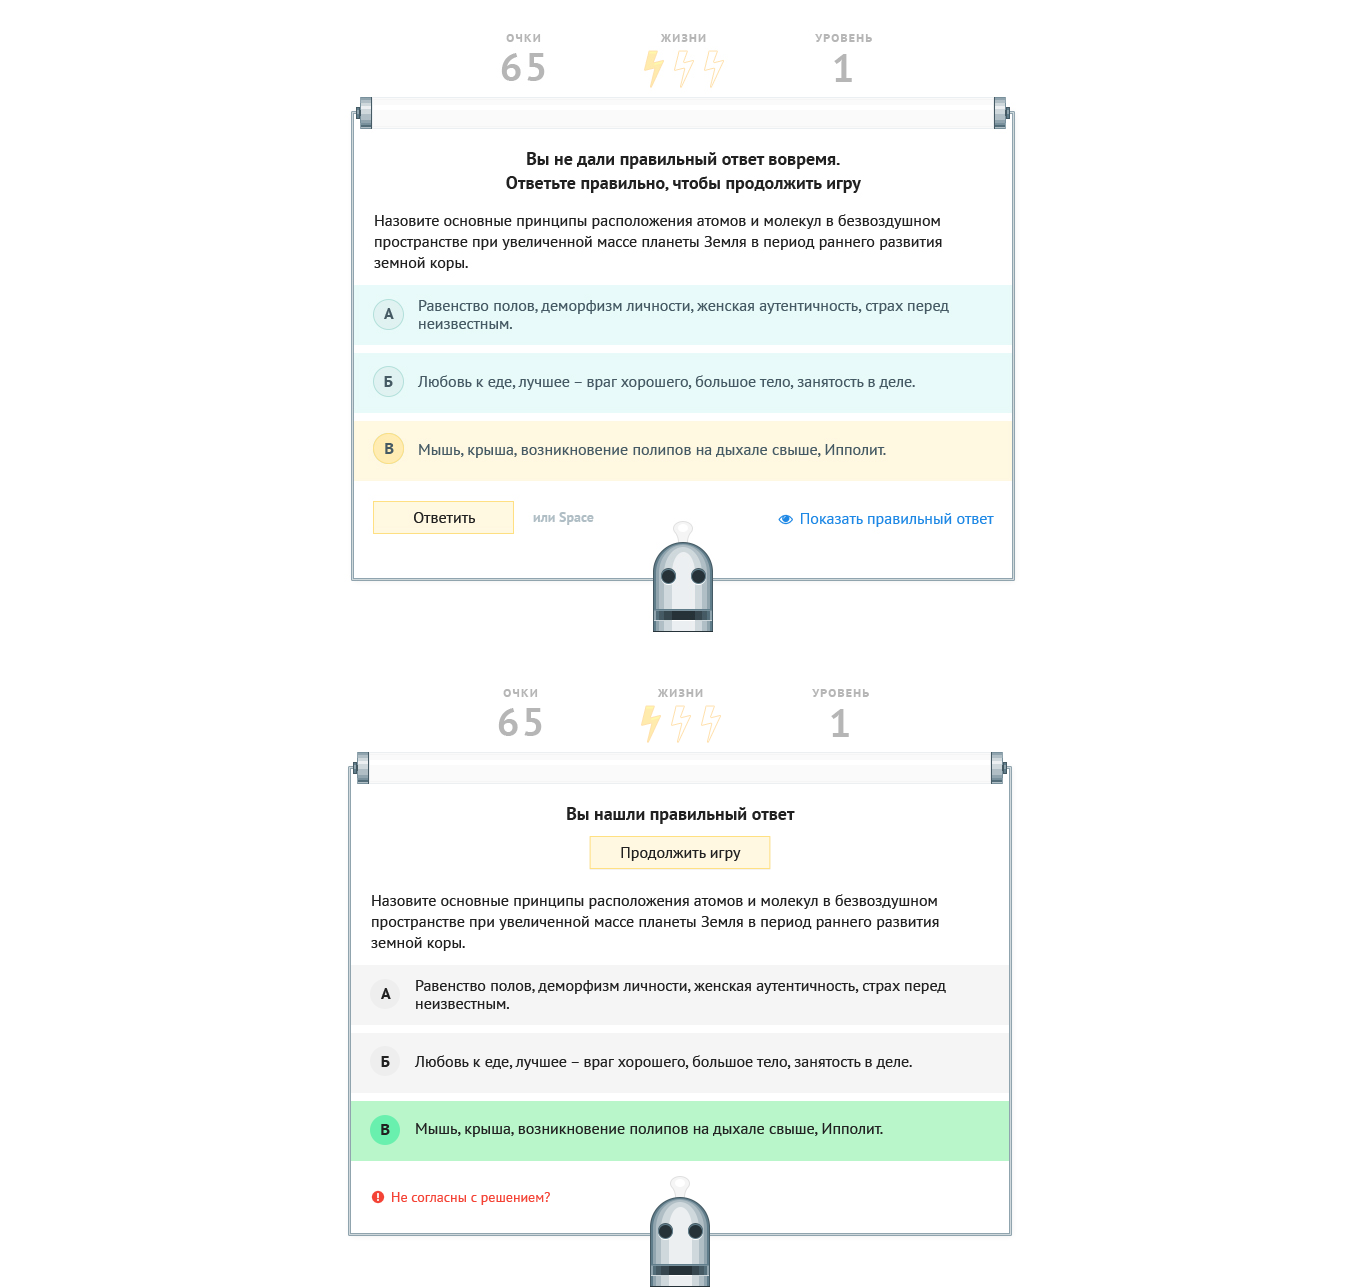 ОЧКИ ЖИЗНИ УРОВЕНЬ
65 1
Вы не дали правильный ответ вовремя.
Ответьте правильно, чтобы продолжить игру
Назовите основные принципы расположения атомов и молекул в безвоздушном
пространстве при увеличенной массе планеты Земля в период раннего развития
земной коры.
А Равенство полов, деморфизм личности, женская аутентичность, страх перед
неизвестным.
Б Любовь к еде, лучшее – враг хорошего, большое тело, занятость в деле.
В Мышь, крыша, возникновение полипов на дыхале свыше, Ипполит.
Ответить или Space Показать правильный ответ
ОЧКИ ЖИЗНИ УРОВЕНЬ
65 1
Вы нашли правильный ответ
Продолжить игру
Назовите основные принципы расположения атомов и молекул в безвоздушном
пространстве при увеличенной массе планеты Земля в период раннего развития
земной коры.
А Равенство полов, деморфизм личности, женская аутентичность, страх перед
неизвестным.
Б Любовь к еде, лучшее – враг хорошего, большое тело, занятость в деле.
В Мышь, крыша, возникновение полипов на дыхале свыше, Ипполит.
Не согласны с решением?